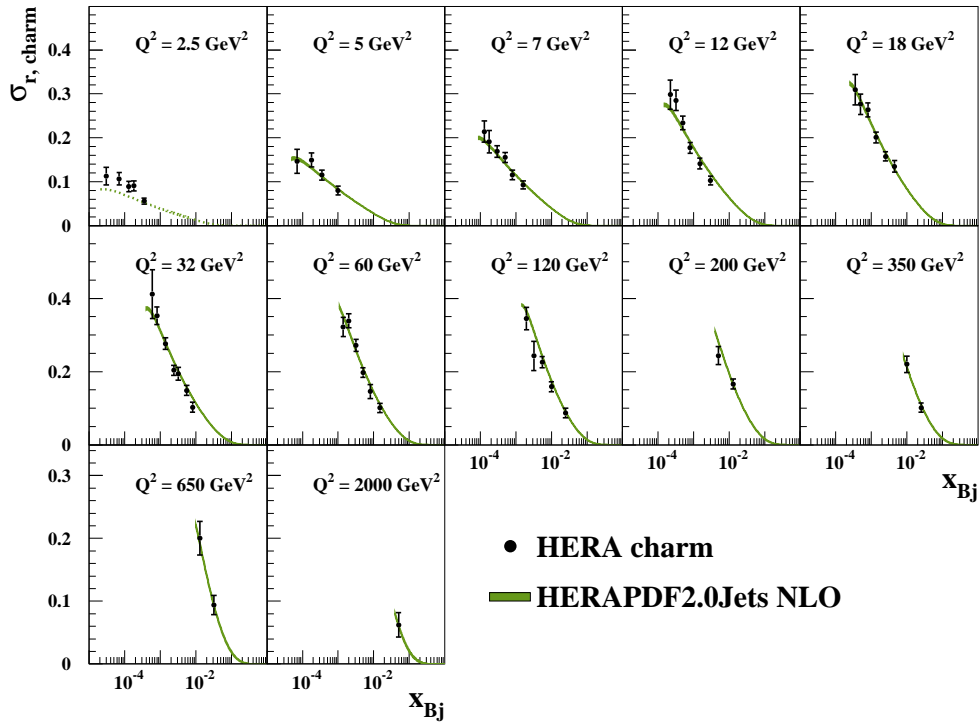 Q² = 2.5 GeV² Q² = 5 GeV² Q² = 7 GeV² Q² = 12 GeV² Q² = 18 GeV²
σr, charm
0.4
0.3
0.2
0.1
0
Q² = 32 GeV² Q² = 60 GeV² Q² = 120 GeV² Q² = 200 GeV² Q² = 350 GeV²
0.4
0.2
0
10⁻⁴ 10⁻² 10⁻⁴ 10⁻² 10⁻⁴ 10⁻²
xBj
Q² = 650 GeV² Q² = 2000 GeV²
0.3
0.2
0.1
0
10⁻⁴ 10⁻² 10⁻⁴ 10⁻²
xBj
HERA charm
HERAPDF2.0Jets NLO